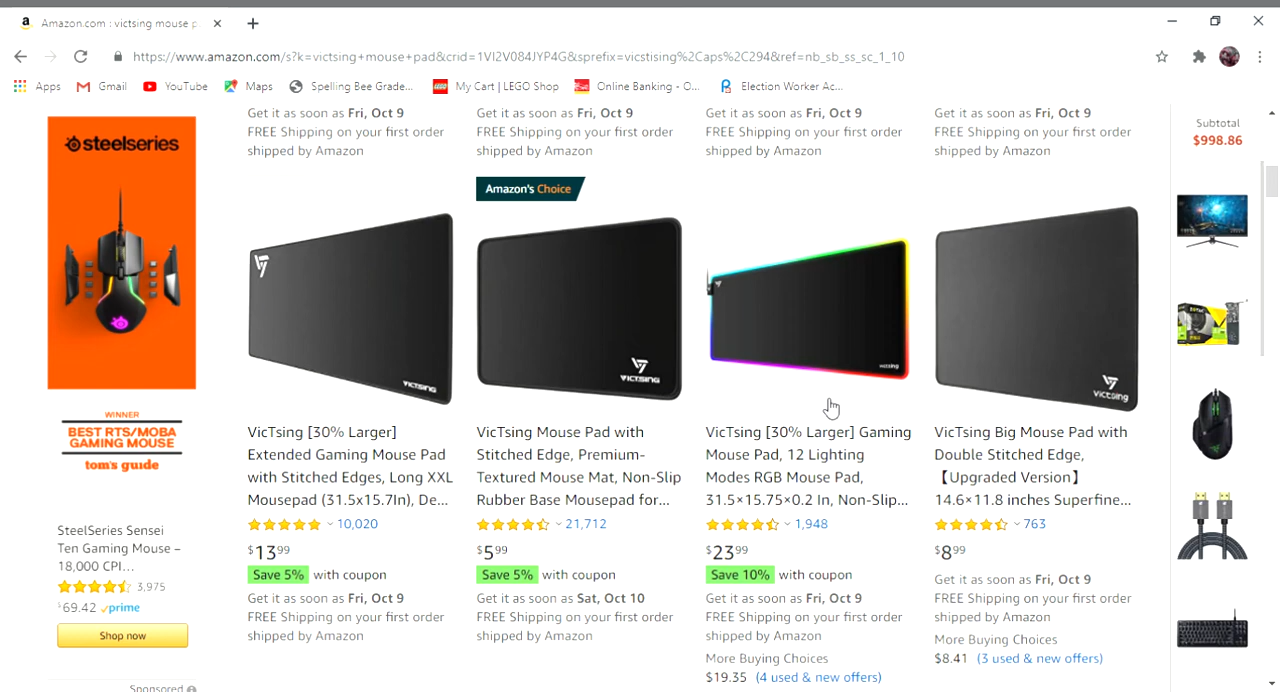 Amazon.com : victsing mouse p
https://www.amazon.com/s?k=victsing+mouse+pad&crid=1VI2V084JYP4G&sprefix=vicstising%2Caps%2C294&ref=nb_sb_ss_sc_1_10
Apps
Gmail
YouTube
Maps
Spelling Bee Grade...
My Cart | LEGO Shop
Online Banking - O...
Election Worker Ac...
Get it as soon as Fri, Oct 9
FREE Shipping on your first order
shipped by Amazon
Get it as soon as Fri, Oct 9
FREE Shipping on your first order
shipped by Amazon
Get it as soon as Fri, Oct 9
FREE Shipping on your first order
shipped by Amazon
Get it as soon as Fri, Oct 9
FREE Shipping on your first order
shipped by Amazon
Subtotal
$998.86
steelseries
WINNER
BEST RTS/MOBA
GAMING MOUSE
tom's guide
SteelSeries Sensei
Ten Gaming Mouse –
18,000 CPI...
3,975
$69.42 prime
Shop now
Sponsored
VICTSING
VicTsing [30% Larger]
Extended Gaming Mouse Pad
with Stitched Edges, Long XXL
Mousepad (31.5x15.7In), De...
10,020
$13.99
Save 5% with coupon
Get it as soon as Fri, Oct 9
FREE Shipping on your first order
shipped by Amazon
Amazon's Choice
VICTSING
VicTsing Mouse Pad with
Stitched Edge, Premium-
Textured Mouse Mat, Non-Slip
Rubber Base Mousepad for...
21,712
$5.99
Save 5% with coupon
Get it as soon as Sat, Oct 10
FREE Shipping on your first order
shipped by Amazon
victsing
VicTsing [30% Larger] Gaming
Mouse Pad, 12 Lighting
Modes RGB Mouse Pad,
31.5×15.75×0.2 In, Non-Slip...
1,948
$23.99
Save 10% with coupon
Get it as soon as Fri, Oct 9
FREE Shipping on your first order
shipped by Amazon
More Buying Choices
$19.35 (4 used & new offers)
VicTsing
VicTsing Big Mouse Pad with
Double Stitched Edge,
【Upgraded Version】
14.6×11.8 inches Superfine...
763
$8.99
Get it as soon as Fri, Oct 9
FREE Shipping on your first order
shipped by Amazon
More Buying Choices
$8.41 (3 used & new offers)